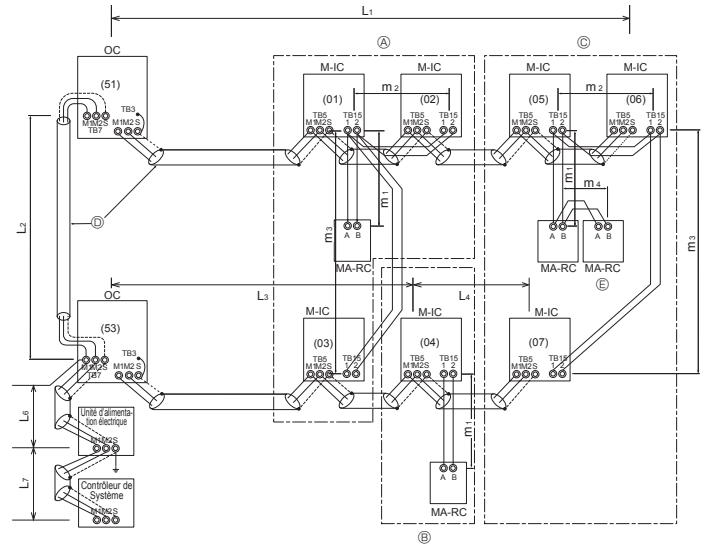 L1
OC
(51)
M1M2S
TB7
TB3
M1M2 S
Ⓐ
M-IC
(01)
TB5
M1M2S
TB15
1 2
m2
M-IC
(02)
TB5
M1M2S
TB15
1 2
Ⓒ
M-IC
(05)
TB5
M1M2S
TB15
1 2
m2
M-IC
(06)
TB5
M1M2S
TB15
1 2
L2
Ⓓ
m3
m1
A B
MA-RC
m1
m4
A B
MA-RC
A B
MA-RC
Ⓔ
m3
L3
L4
OC
(53)
M1M2S
TB7
TB3
M1M2 S
M-IC
(03)
TB5
M1M2S
TB15
1 2
M-IC
(04)
TB5
M1M2S
TB15
1 2
M-IC
(07)
TB5
M1M2S
TB15
1 2
L6
Unité d'alimenta-
tion électrique
M1M2S
m1
A B
MA-RC
L7
Contrôleur de
Système
M1M2S
Ⓑ